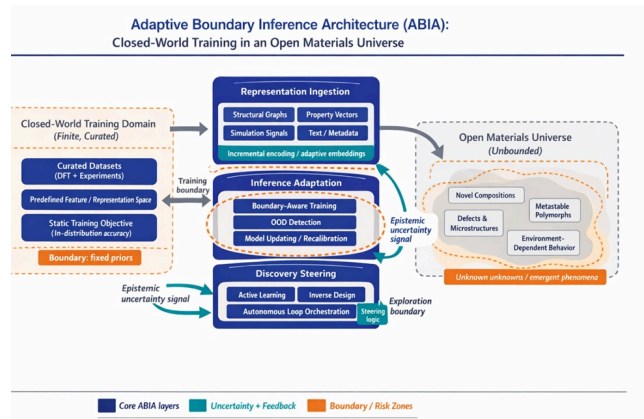 Adaptive Boundary Inference Architecture (ABIA):
Closed-World Training in an Open Materials Universe
Closed-World Training Domain
(Finite, Curated)
Curated Datasets
(DFT + Experiments)
Predefined Feature / Representation Space
Static Training Objective
(In-distribution accuracy)
Boundary: fixed priors
Training
boundary
Representation Ingestion
Structural Graphs
Property Vectors
Simulation Signals
Text / Metadata
Incremental encoding / adaptive embeddings
Inference Adaptation
Boundary-Aware Training
OOD Detection
Model Updating / Recalibration
Discovery Steering
Active Learning
Inverse Design
Autonomous Loop Orchestration
Steering
logic
Epistemic
uncertainty signal
Epistemic
uncertainty
signal
Exploration
boundary
Open Materials Universe
(Unbounded)
Novel Compositions
Metastable
Polymorphs
Defects &
Microstructures
Environment-
Dependent Behavior
Unknown unknowns / emergent phenomena
Core ABIA layers
Uncertainty + Feedback
Boundary / Risk Zones